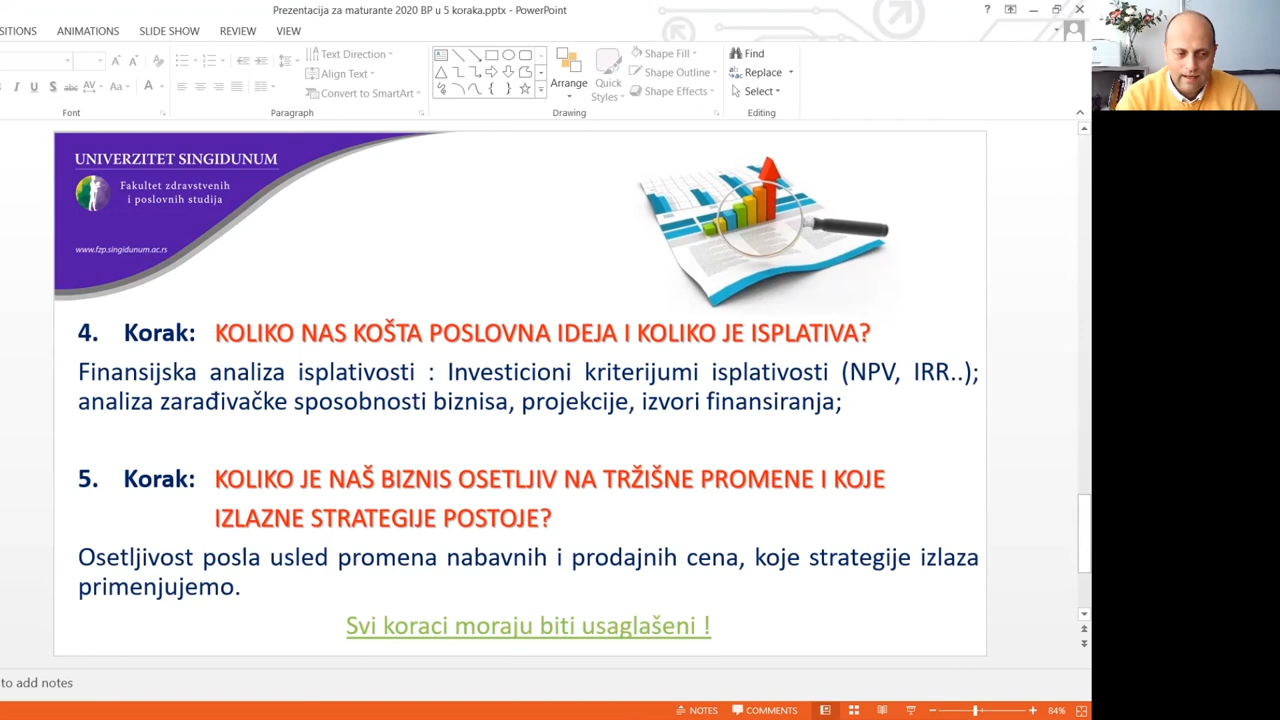 Prezentacija za maturante 2020 BP u 5 koraka.pptx - PowerPoint
?
SITIONS ANIMATIONS SLIDE SHOW REVIEW VIEW
Text Direction
Align Text
Convert to SmartArt
Arrange
Quick Styles
Shape Fill
Shape Outline
Shape Effects
Find
Replace
Select
Font Paragraph Drawing Editing
UNIVERZITET SINGIDUNUM
Fakultet zdravstvenih
i poslovnih studija
www.fzp.singidunum.ac.rs
4. Korak: KOLIKO NAS KOŠTA POSLOVNA IDEJA I KOLIKO JE ISPLATIVA?
Finansijska analiza isplativosti : Investicioni kriterijumi isplativosti (NPV, IRR..);
analiza zarađivačke sposobnosti biznisa, projekcije, izvori finansiranja;
5. Korak: KOLIKO JE NAŠ BIZNIS OSETLJIV NA TRŽIŠNE PROMENE I KOJE
IZLAZNE STRATEGIJE POSTOJE?
Osetljivost posla usled promena nabavnih i prodajnih cena, koje strategije izlaza
primenjujemo.
Svi koraci moraju biti usaglašeni !
to add notes
NOTES COMMENTS 84%